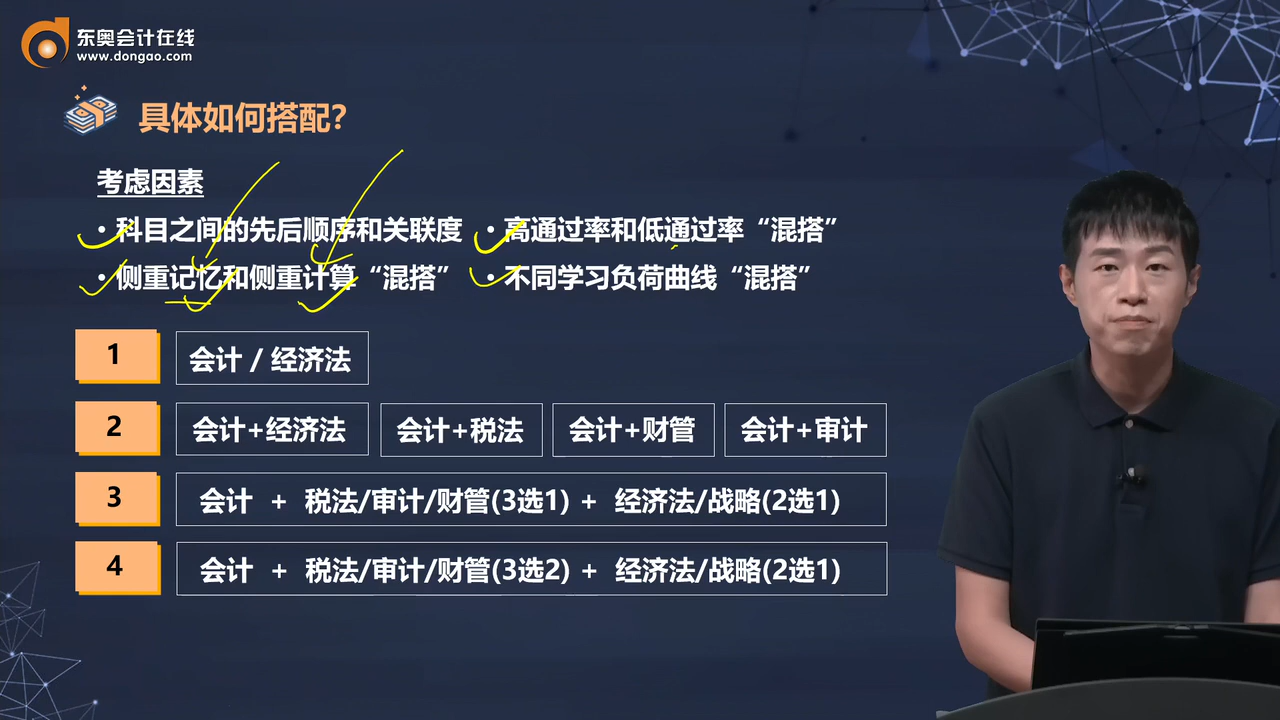 东奥会计在线
www.dongao.com
具体如何搭配?
考虑因素
• 科目之间的先后顺序和关联度
• 高通过率和低通过率“混搭”
• 侧重记忆和侧重计算“混搭”
• 不同学习负荷曲线“混搭”
1
会计 / 经济法
2
会计+经济法
会计+税法
会计+财管
会计+审计
3
会计 + 税法/审计/财管(3选1) + 经济法/战略(2选1)
4
会计 + 税法/审计/财管(3选2) + 经济法/战略(2选1)